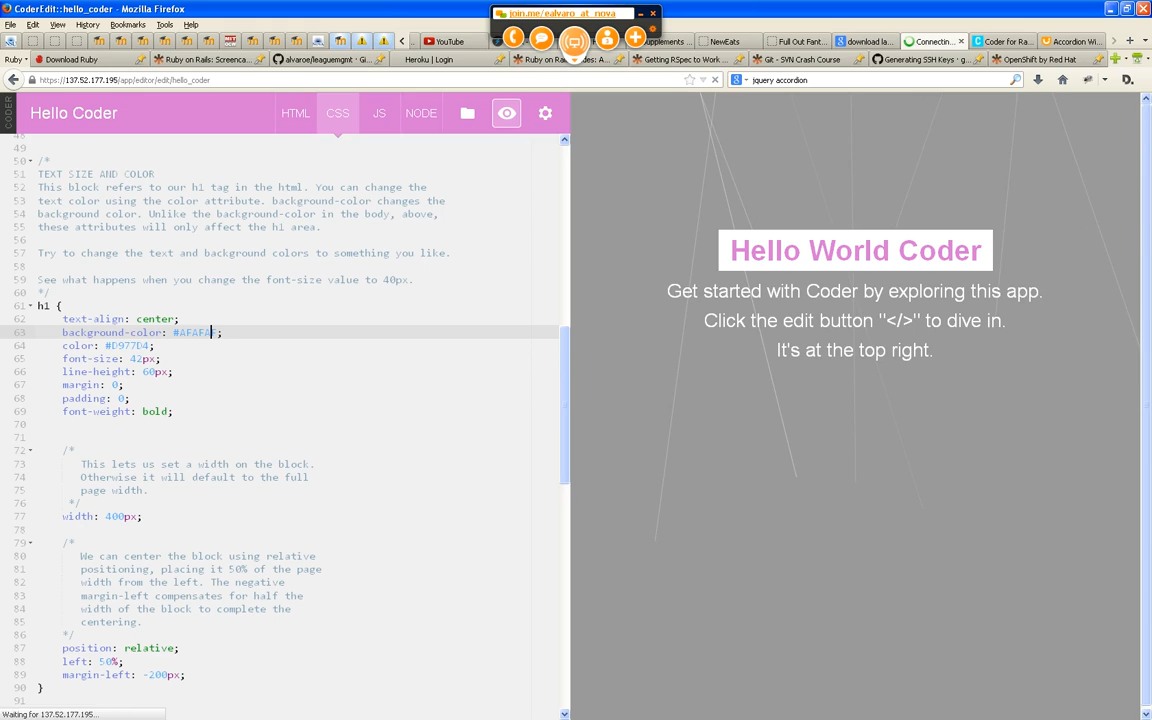 CoderEdit::hello_coder - Mozilla Firefox
join.me/ealvaro_at_nova
File Edit View History Bookmarks Tools Help
YouTube
upplements ...
NewEats
Full Out Fant...
download la...
Connectin...
Coder for Ra...
Accordion Wi...
Ruby
Download Ruby
Ruby on Rails: Screenca...
alvaroe/leaguemgmt · Gi...
Heroku | Login
Ruby on Rails: A...
Getting RSpec to Work ...
Git - SVN Crash Course
Generating SSH Keys · g...
OpenShift by Red Hat
https://137.52.177.195/app/editor/edit/hello_coder
jquery accordion
D.
CODER
Hello Coder
HTML CSS JS NODE
48
49
50 /*
51 TEXT SIZE AND COLOR
52 This block refers to our h1 tag in the html. You can change the
53 text color using the color attribute. background-color changes the
54 background color. Unlike the background-color in the body, above,
55 these attributes will only affect the h1 area.
56
57 Try to change the text and background colors to something you like.
58
59 See what happens when you change the font-size value to 40px.
60 */
61 h1 {
62 text-align: center;
63 background-color: #AFAFAF;
64 color: #D977D4;
65 font-size: 42px;
66 line-height: 60px;
67 margin: 0;
68 padding: 0;
69 font-weight: bold;
70
71
72 /*
73 This lets us set a width on the block.
74 Otherwise it will default to the full
75 page width.
76 */
77 width: 400px;
78
79 /*
80 We can center the block using relative
81 positioning, placing it 50% of the page
82 width from the left. The negative
83 margin-left compensates for half the
84 width of the block to complete the
85 centering.
86 */
87 position: relative;
88 left: 50%;
89 margin-left: -200px;
90 }
91
Hello World Coder
Get started with Coder by exploring this app.
Click the edit button "</>" to dive in.
It's at the top right.
Waiting for 137.52.177.195...